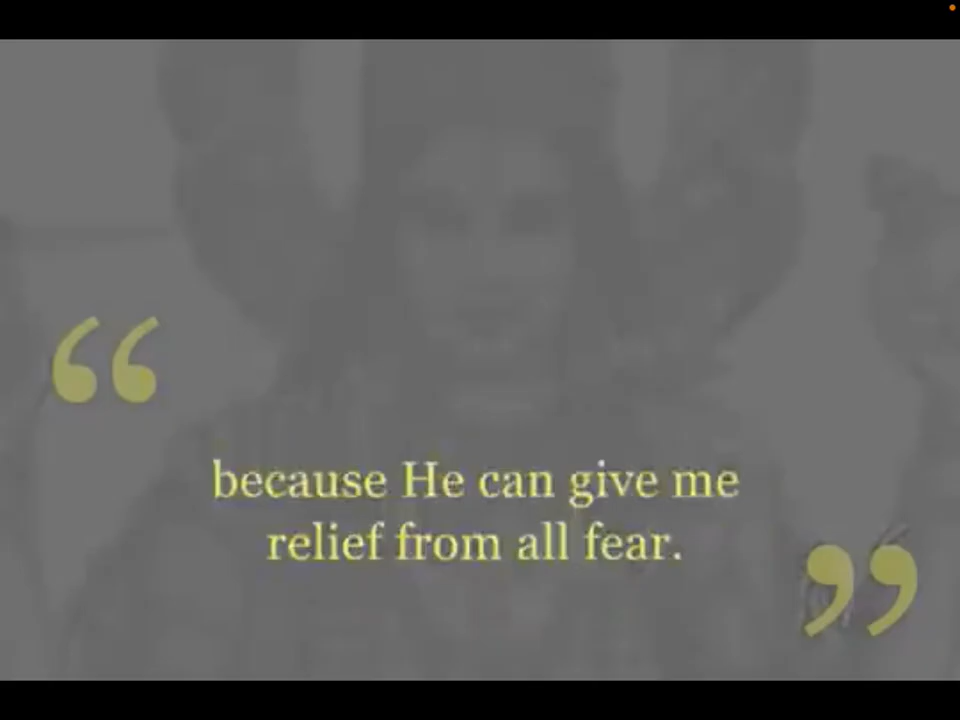 “
because He can give me
relief from all fear.
”